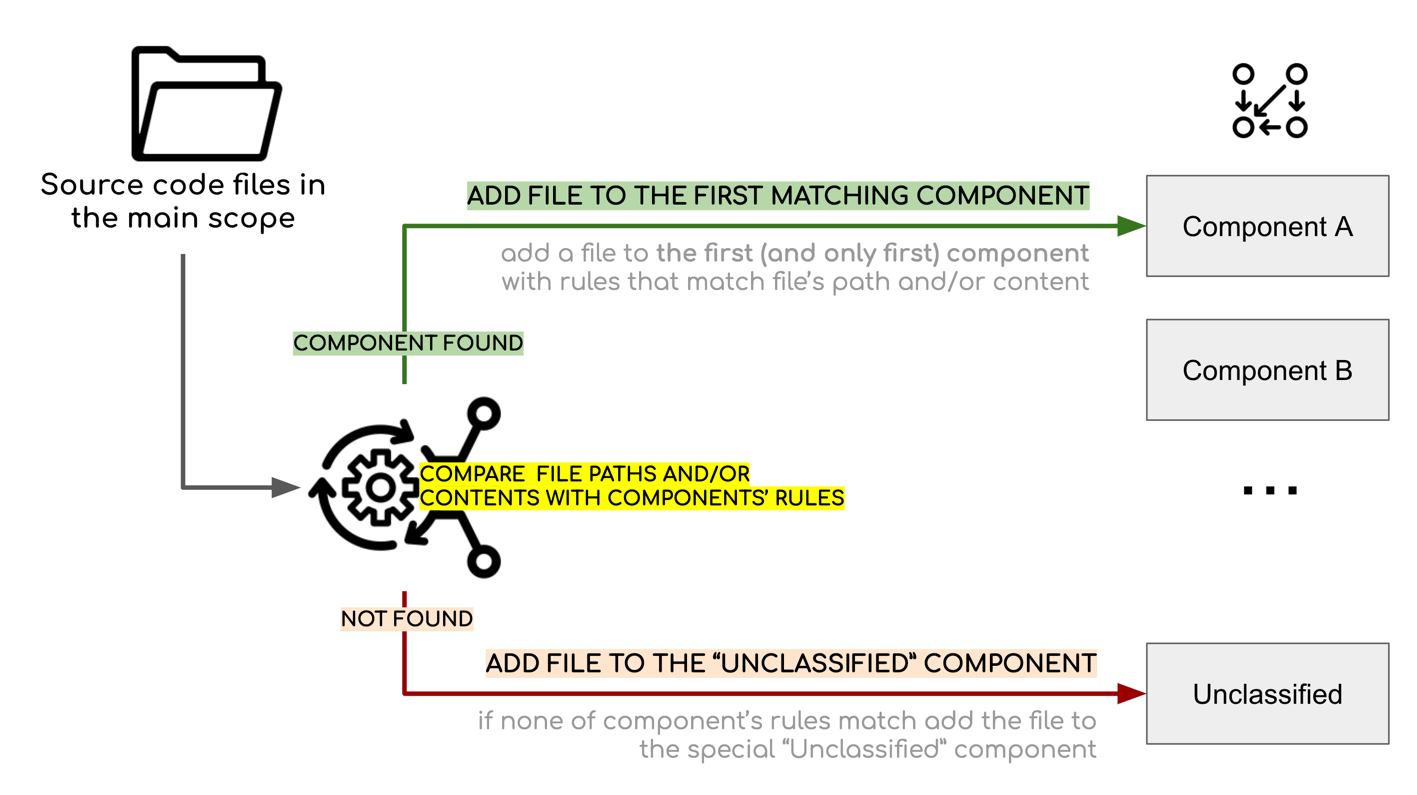 Source code files in
the main scope
ADD FILE TO THE FIRST MATCHING COMPONENT
add a file to the first (and only first) component
with rules that match file's path and/or content
Component A
COMPONENT FOUND
Component B
COMPARE  FILE PATHS AND/OR
CONTENTS WITH COMPONENTS' RULES
...
NOT FOUND
ADD FILE TO THE “UNCLASSIFIED” COMPONENT
if none of component's rules match add the file to
the special “Unclassified” component
Unclassified